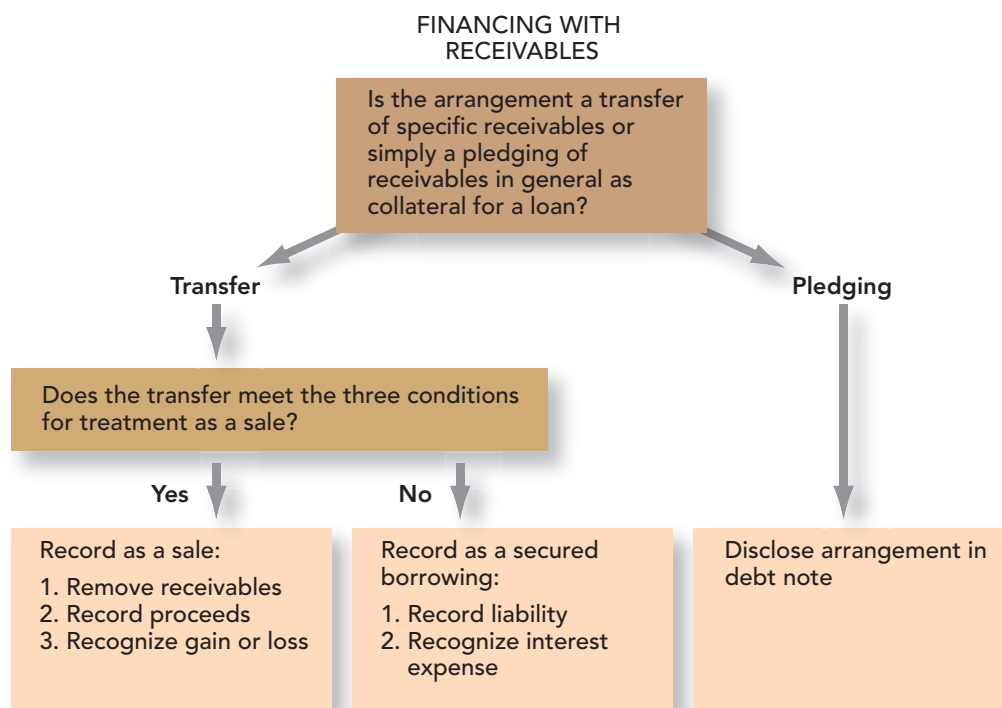 FINANCING WITH
RECEIVABLES
Is the arrangement a transfer
of specific receivables or
simply a pledging of
receivables in general as
collateral for a loan?
Transfer
Pledging
Does the transfer meet the three conditions
for treatment as a sale?
Yes
No
Record as a sale:
1. Remove receivables
2. Record proceeds
3. Recognize gain or loss
Record as a secured
borrowing:
1. Record liability
2. Recognize interest
expense
Disclose arrangement in
debt note